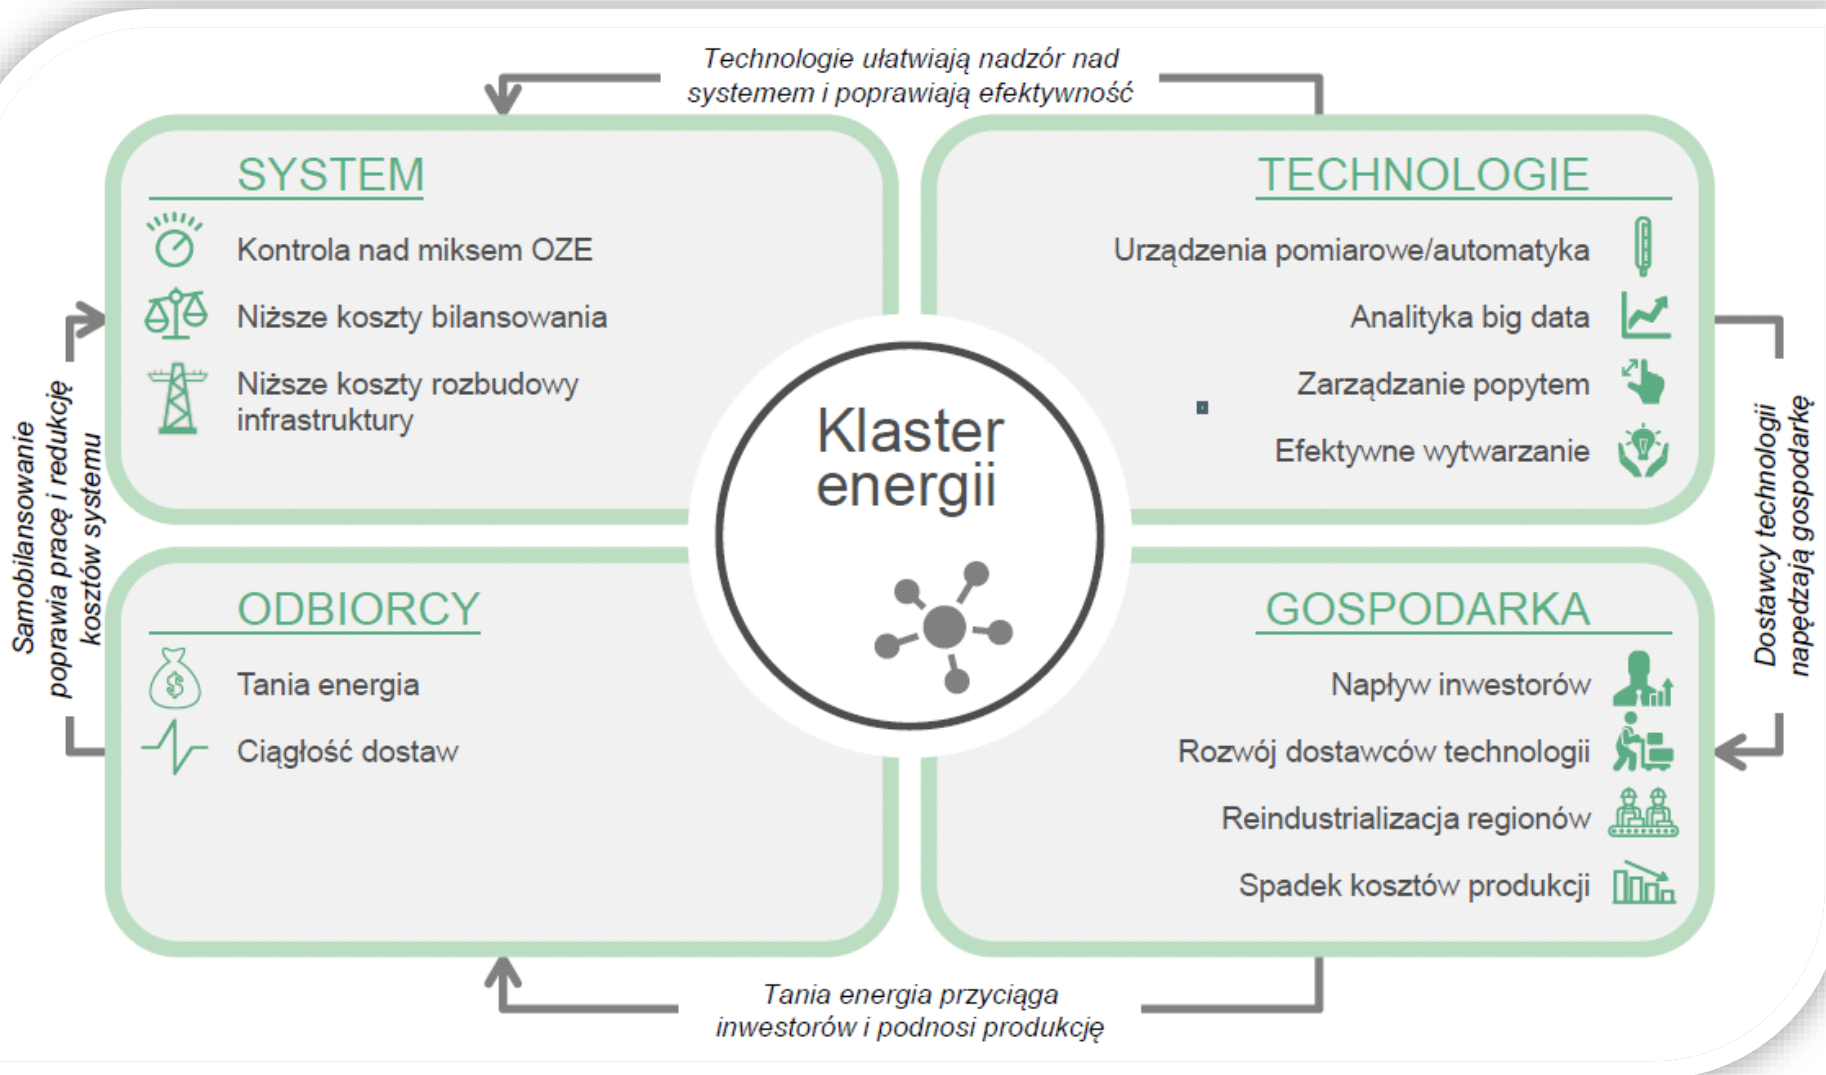 Technologie ułatwiają nadzór nad
systemem i poprawiają efektywność
SYSTEM
Kontrola nad miksem OZE
Niższe koszty bilansowania
Niższe koszty rozbudowy
infrastruktury
TECHNOLOGIE
Urządzenia pomiarowe/automatyka
Analityka big data
Zarządzanie popytem
Efektywne wytwarzanie
Klaster
energii
Samobilansowanie
poprawia pracę i redukcję
kosztów systemu
Dostawcy technologii
napędzają gospodarkę
ODBIORCY
$
Tania energia
Ciągłość dostaw
GOSPODARKA
Napływ inwestorów
Rozwój dostawców technologii
Reindustrializacja regionów
Spadek kosztów produkcji
Tania energia przyciąga
inwestorów i podnosi produkcję